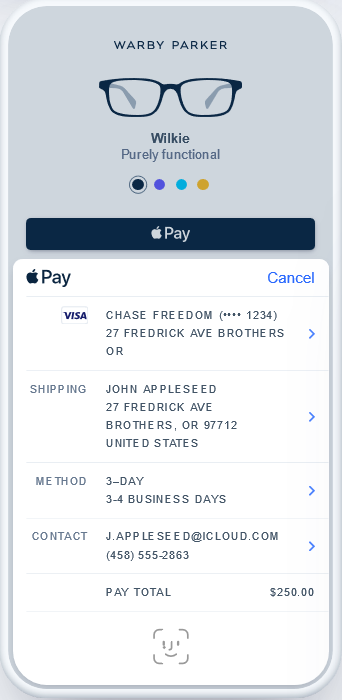 WARBY PARKER
Wilkie
Purely functional
Pay
Pay Cancel
VISA CHASE FREEDOM (•••• 1234)
27 FREDRICK AVE BROTHERS
OR
SHIPPING JOHN APPLESEED
27 FREDRICK AVE
BROTHERS, OR 97712
UNITED STATES
METHOD 3–DAY
3-4 BUSINESS DAYS
CONTACT J.APPLESEED@ICLOUD.COM
(458) 555-2863
PAY TOTAL $250.00